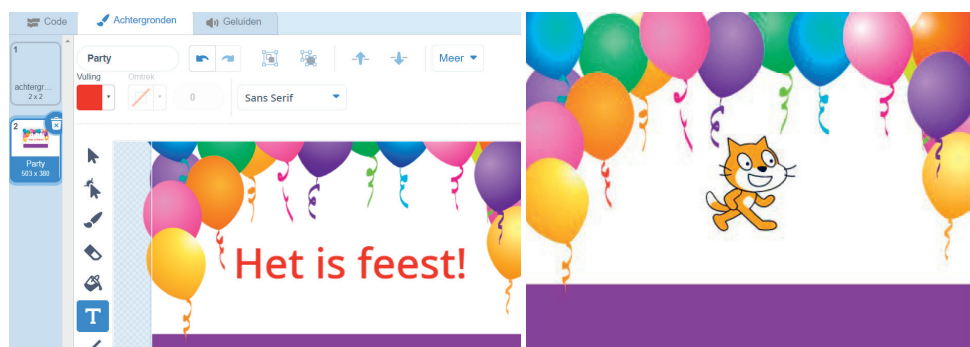 Code
Achtergronden
Geluiden
1
achtergr...
2 x 2
2
Party
503 x 380
Party
Meer
Vulling
Omtrek
0
Sans Serif
T
Het is feest!